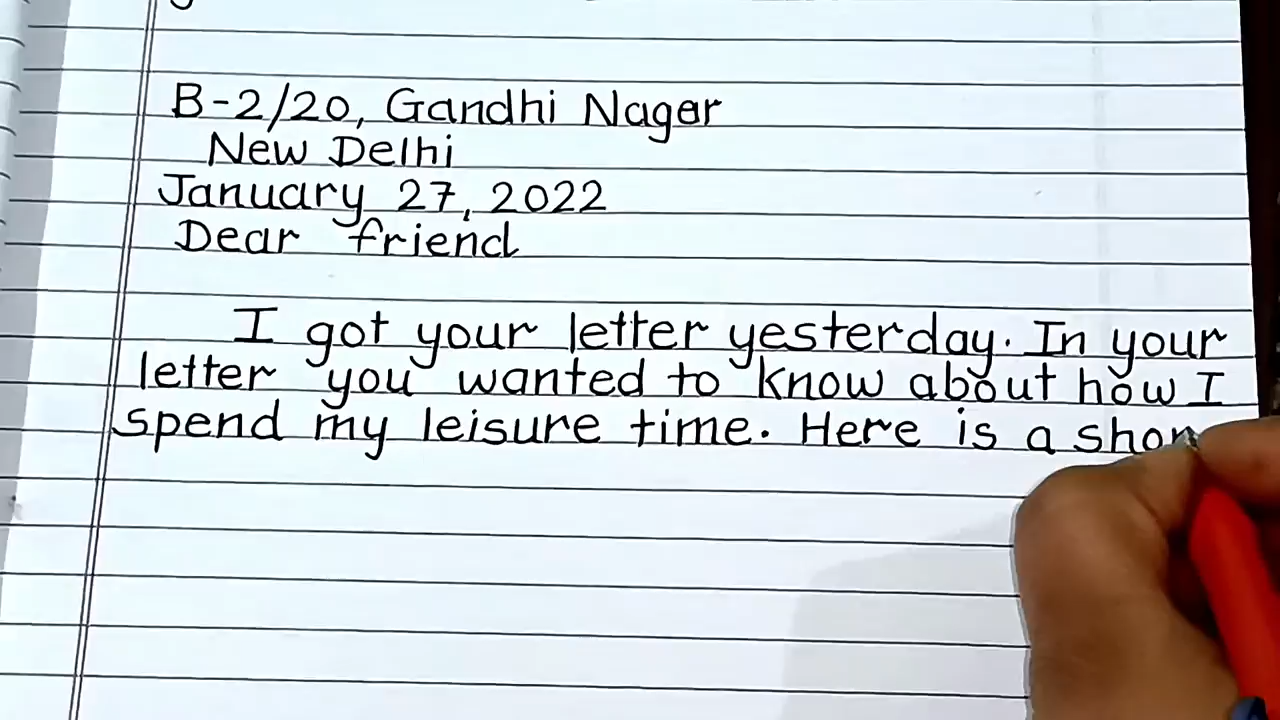 B-2/20, Gandhi Nagar
New Delhi
January 27, 2022
Dear friend
I got your letter yesterday. In your
letter you wanted to know about how I
spend my leisure time. Here is a shor